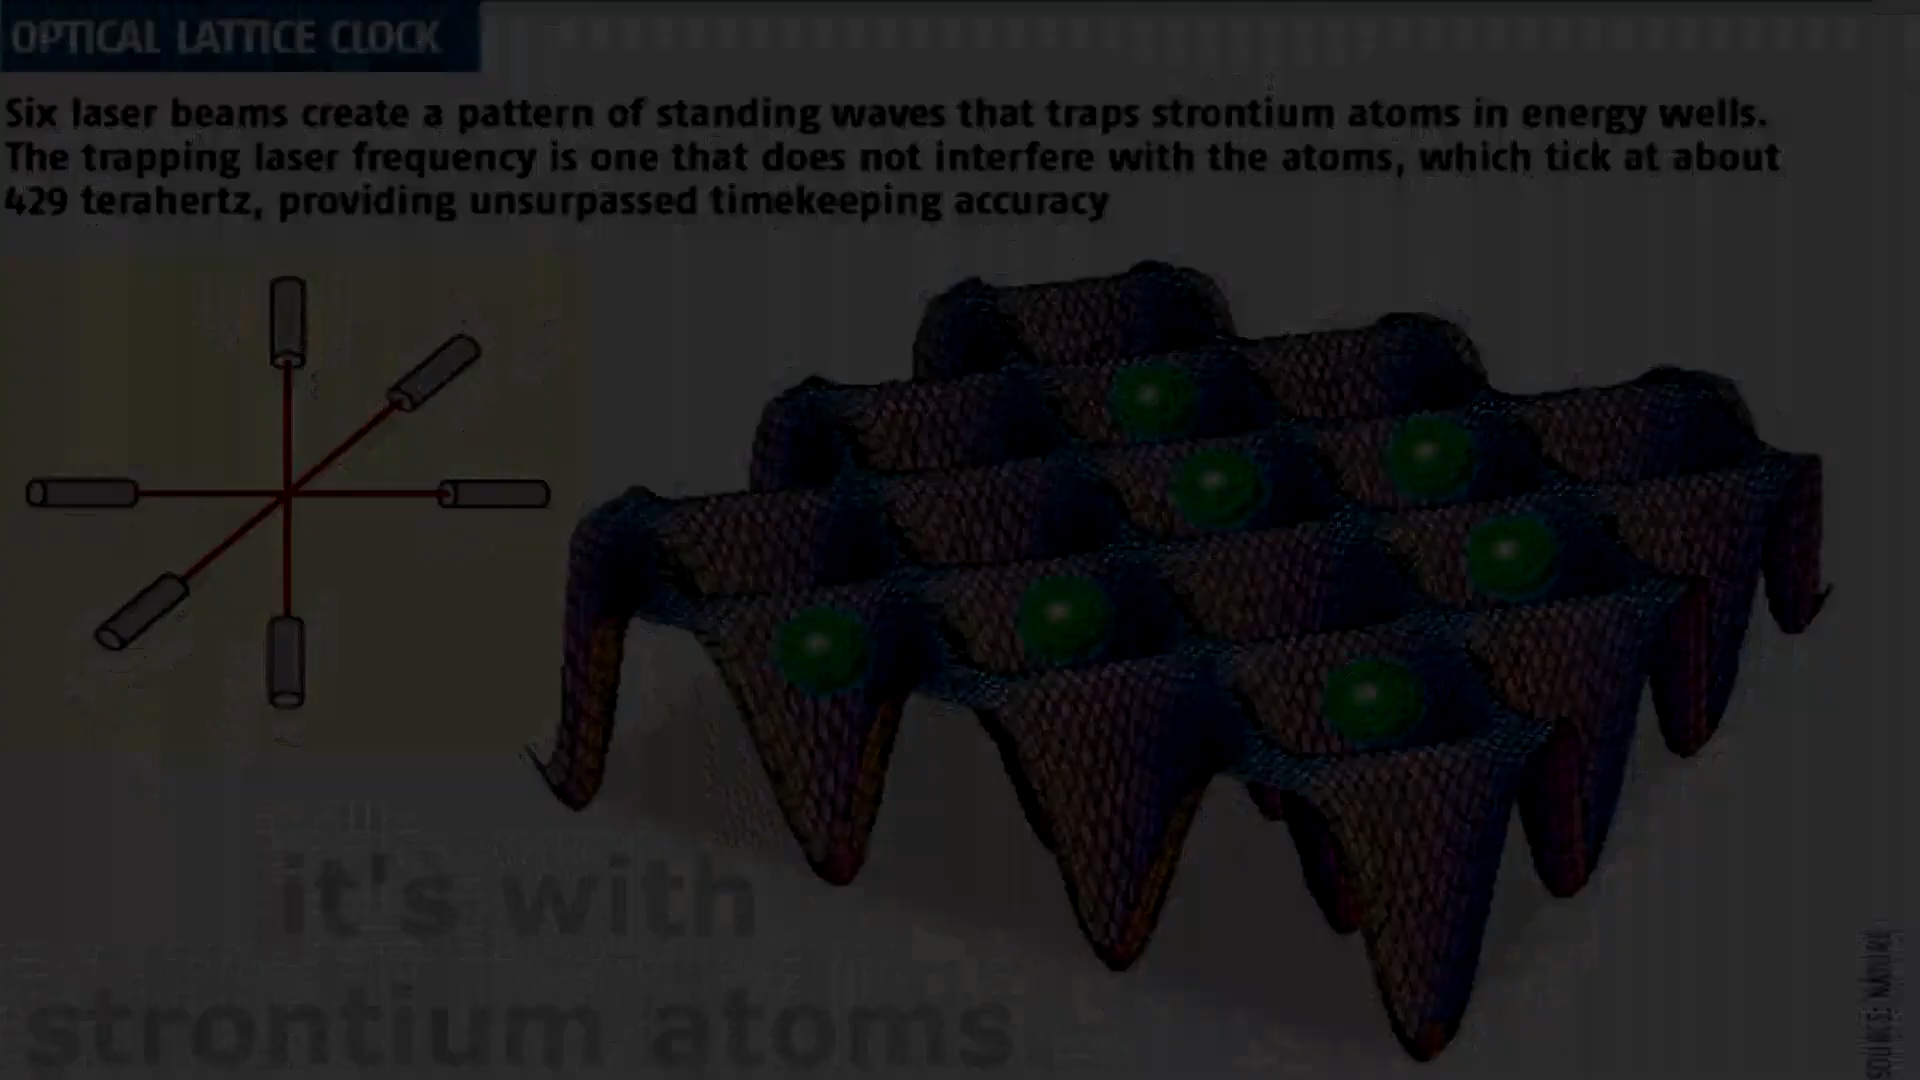 OPTICAL LATTICE CLOCK
Six laser beams create a pattern of standing waves that traps strontium atoms in energy wells.
The trapping laser frequency is one that does not interfere with the atoms, which tick at about
429 terahertz, providing unsurpassed timekeeping accuracy
it's with
strontium atoms.
SOURCE: NATURE